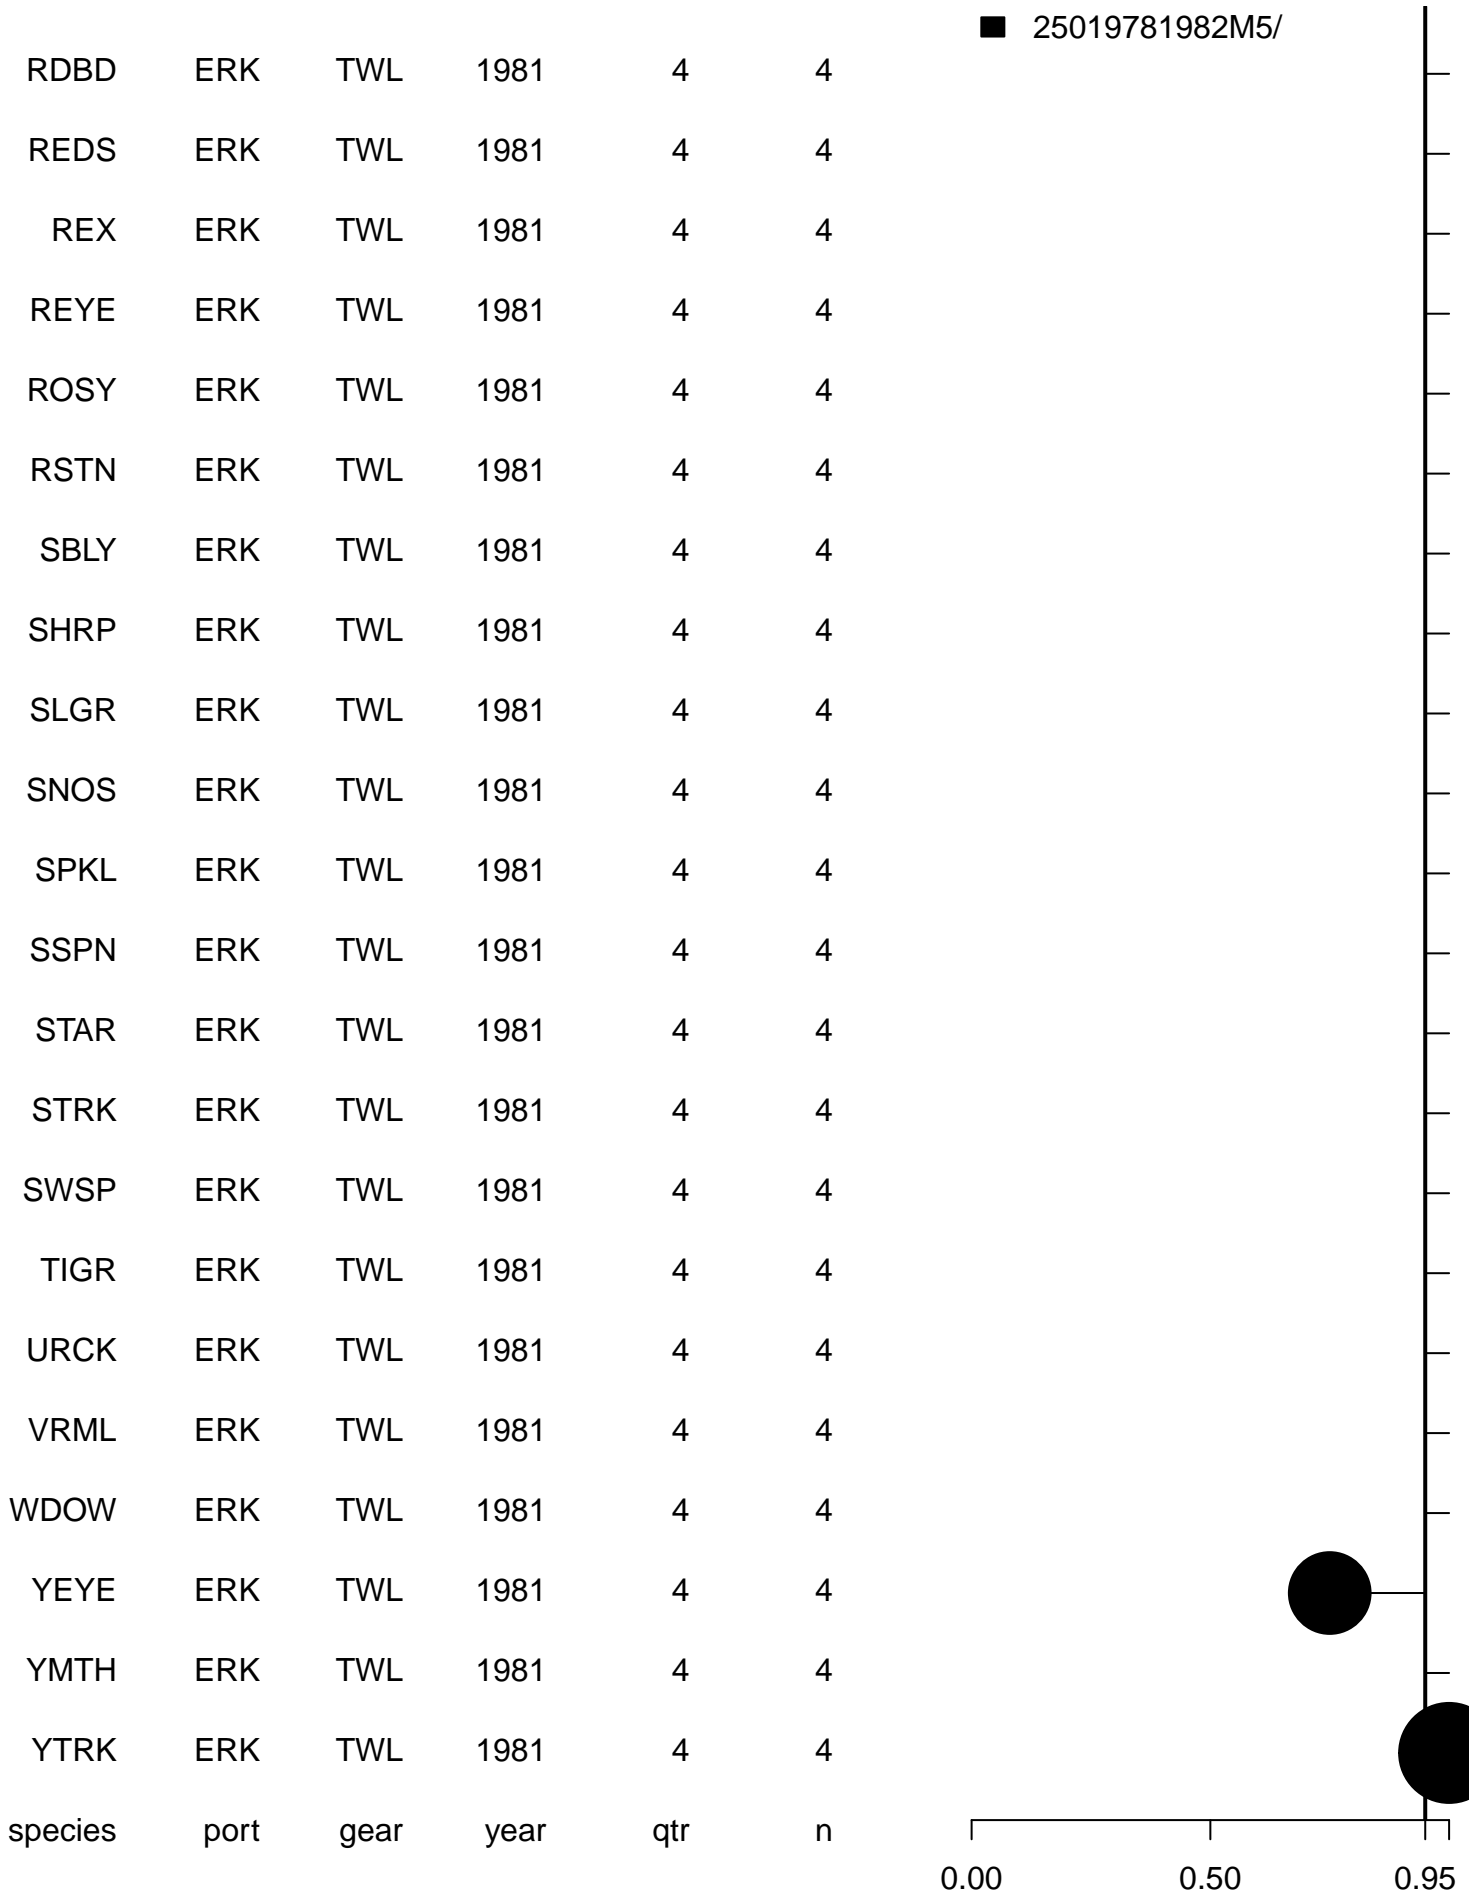 25019781982M5/
RDBD ERK TWL 1981 4 4
REDS ERK TWL 1981 4 4
REX ERK TWL 1981 4 4
REYE ERK TWL 1981 4 4
ROSY ERK TWL 1981 4 4
RSTN ERK TWL 1981 4 4
SBLY ERK TWL 1981 4 4
SHRP ERK TWL 1981 4 4
SLGR ERK TWL 1981 4 4
SNOS ERK TWL 1981 4 4
SPKL ERK TWL 1981 4 4
SSPN ERK TWL 1981 4 4
STAR ERK TWL 1981 4 4
STRK ERK TWL 1981 4 4
SWSP ERK TWL 1981 4 4
TIGR ERK TWL 1981 4 4
URCK ERK TWL 1981 4 4
VRML ERK TWL 1981 4 4
WDOW ERK TWL 1981 4 4
YEYE ERK TWL 1981 4 4
YMTH ERK TWL 1981 4 4
YTRK ERK TWL 1981 4 4
species port gear year qtr n
0.00 0.50 0.95